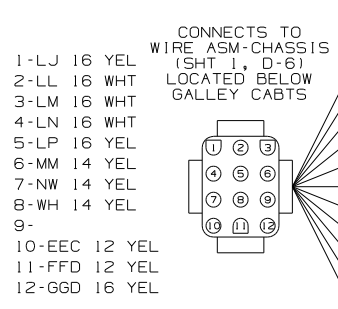 CONNECTS TO
WIRE ASM-CHASSIS
(SHT 1, D-6)
LOCATED BELOW
GALLEY CABTS
1-LJ 16 YEL
2-LL 16 WHT
3-LM 16 WHT
4-LN 16 WHT
5-LP 16 YEL
6-MM 14 YEL
7-NW 14 YEL
8-WH 14 YEL
9-
10-EEC 12 YEL
11-FFD 12 YEL
12-GGD 16 YEL
1 2 3
4 5 6
7 8 9
10 11 12